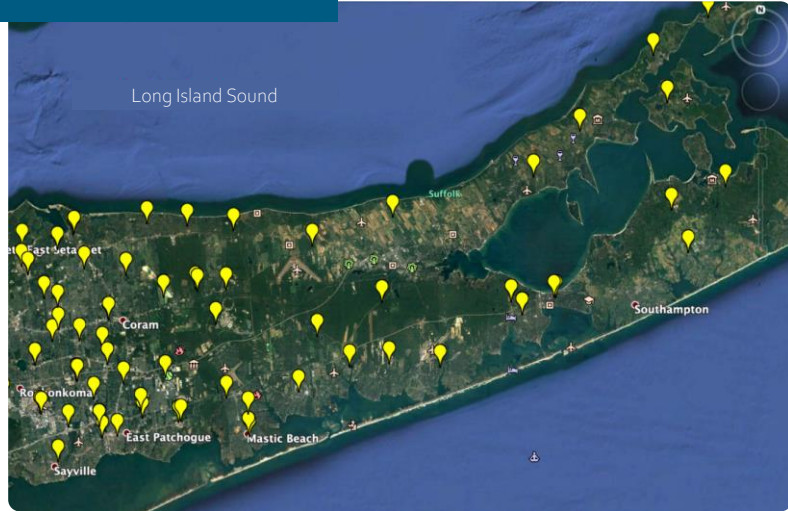 N
Long Island Sound
Suffolk
East Setauket
Southampton
Coram
Ronkonkoma
East Patchogue
Mastic Beach
Sayville